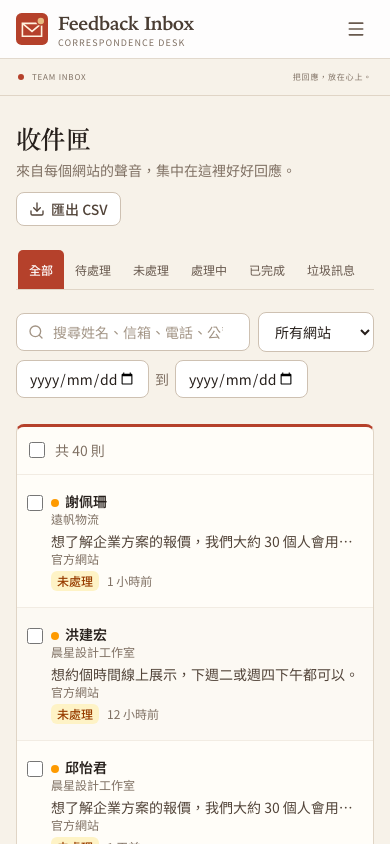 Feedback Inbox
CORRESPONDENCE DESK
TEAM INBOX
把回應，放在心上。
收件匣
來自每個網站的聲音，集中在這裡好好回應。
匯出 CSV
全部 待處理 未處理 處理中 已完成 垃圾訊息
搜尋姓名、信箱、電話、公
所有網站
yyyy/mm/dd 到 yyyy/mm/dd
共 40 則
謝佩珊
遠帆物流
想了解企業方案的報價，我們大約 30 個人會用…
官方網站
未處理 1 小時前
洪建宏
晨星設計工作室
想約個時間線上展示，下週二或週四下午都可以。
官方網站
未處理 12 小時前
邱怡君
晨星設計工作室
想了解企業方案的報價，我們大約 30 個人會用…
官方網站